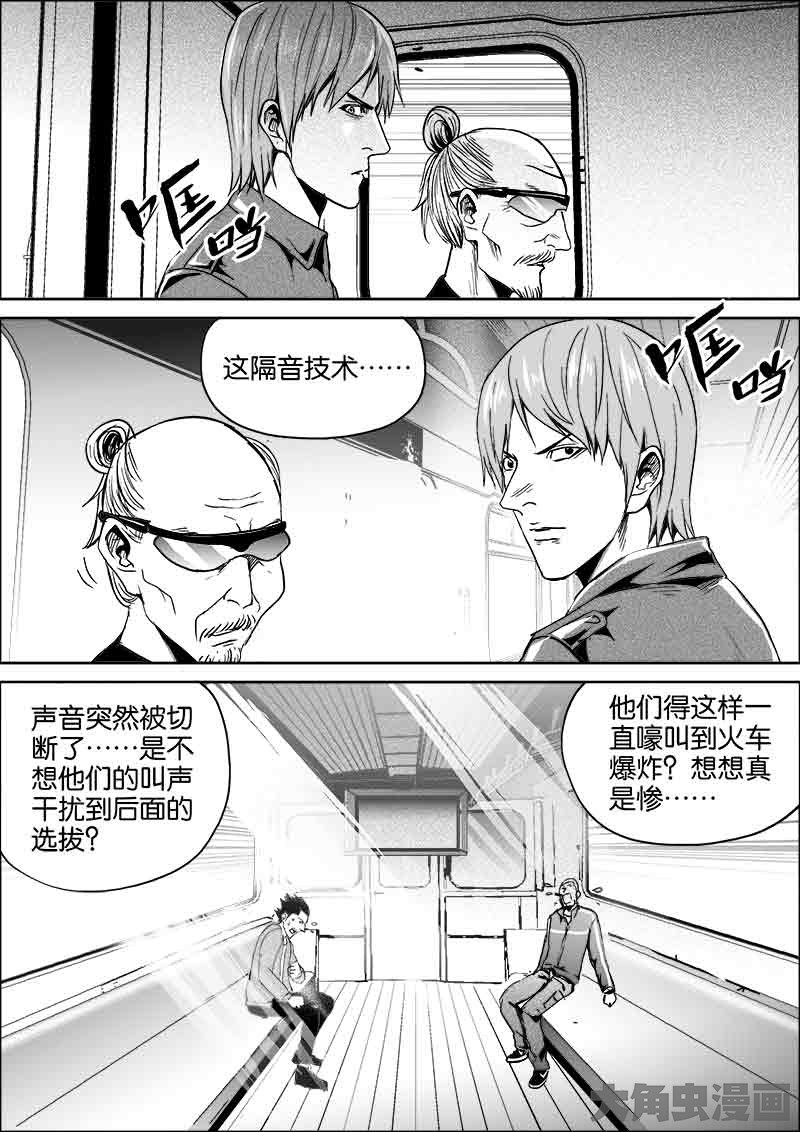 哐
当
这隔音技术……
哐
当
声音突然被切
断了……是不
想他们的叫声
干扰到后面的
选拔？
他们得这样一
直嚎叫到火车
爆炸？想想真
是惨……
大角虫漫画